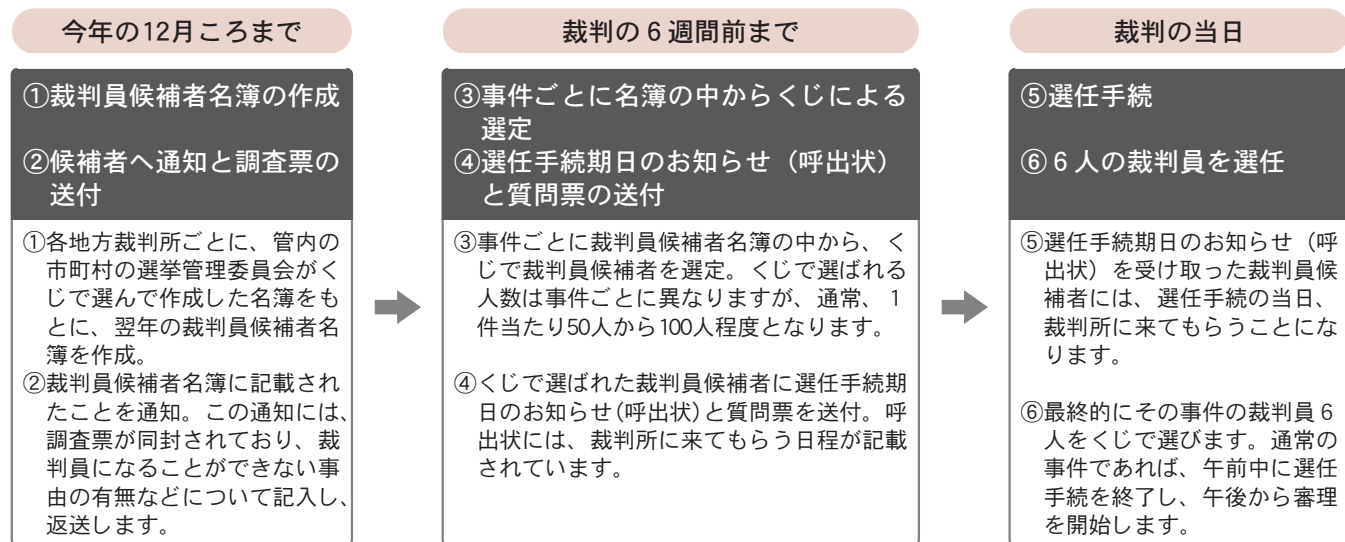 今年の12月ころまで
①裁判員候補者名簿の作成
②候補者へ通知と調査票の
送付
①各地方裁判所ごとに、管内の
市町村の選挙管理委員会がく
じで選んで作成した名簿をも
とに、翌年の裁判員候補者名
簿を作成。
②裁判員候補者名簿に記載され
たことを通知。この通知には、
調査票が同封されており、裁
判員になることができない事
由の有無などについて記入し、
返送します。
裁判の6週間前まで
③事件ごとに名簿の中からくじによる
選定
④選任手続期日のお知らせ（呼出状）
と質問票の送付
③事件ごとに裁判員候補者名簿の中から、く
じで裁判員候補者を選定。くじで選ばれる
人数は事件ごとに異なりますが、通常、1
件当たり50人から100人程度となります。
④くじで選ばれた裁判員候補者に選任手続期
日のお知らせ(呼出状)と質問票を送付。呼
出状には、裁判所に来てもらう日程が記載
されています。
裁判の当日
⑤選任手続
⑥6人の裁判員を選任
⑤選任手続期日のお知らせ（呼
出状）を受け取った裁判員候
補者には、選任手続の当日、
裁判所に来てもらうことにな
ります。
⑥最終的にその事件の裁判員6
人をくじで選びます。通常の
事件であれば、午前中に選任
手続を終了し、午後から審理
を開始します。